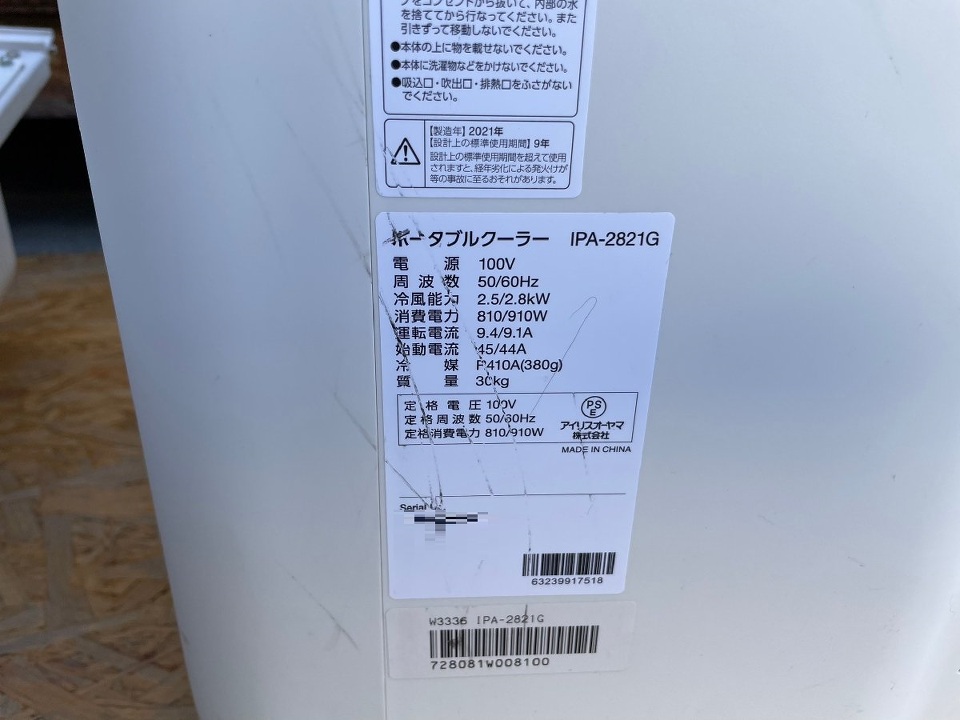 プをコンセントから抜いて、内部の水
を捨ててから行なってください。また
引きずって移動しないでください。
●本体の上に物を載せないでください。
●本体に洗濯物などをかけないでください。
●吸込口・吹出口・排熱口をふさがない
でください。
【製造年】2021年
【設計上の標準使用期間】9年
設計上の標準使用期間を超えて使用
されますと、経年劣化による発火・けが
等の事故に至るおそれがあります。
ポータブルクーラー IPA-2821G
電源 100V
周波数 50/60Hz
冷風能力 2.5/2.8kW
消費電力 810/910W
運転電流 9.4/9.1A
始動電流 45/44A
冷媒 R410A(380g)
質量 30kg
定格電圧 100V
定格周波数 50/60Hz
定格消費電力 810/910W
PSE
アイリスオーヤマ
株式会社
MADE IN CHINA
Serial
63239917518
W3336 IPA-2821G
728081W008100